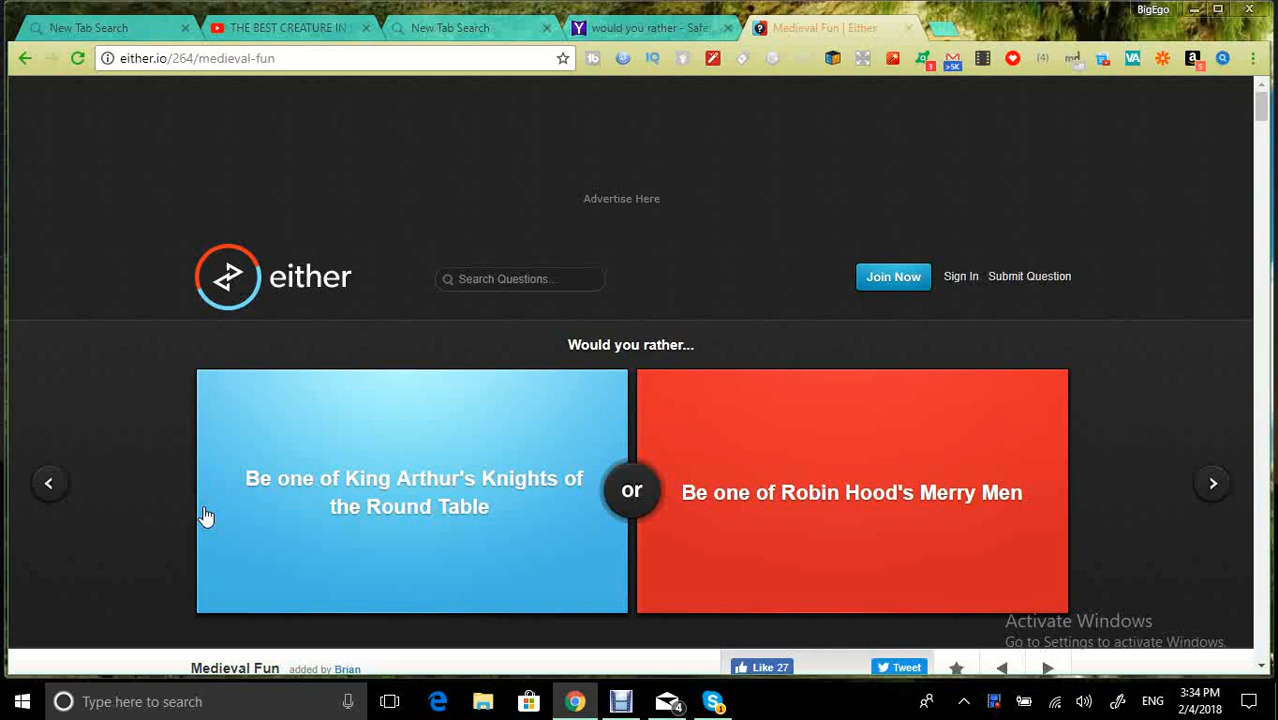 BigEgo
New Tab Search
THE BEST CREATURE IN
New Tab Search
would you rather - Safe
Medieval Fun | Either
either.io/264/medieval-fun
Advertise Here
either
Search Questions...
Join Now
Sign In
Submit Question
Would you rather...
Be one of King Arthur's Knights of
the Round Table
or
Be one of Robin Hood's Merry Men
Activate Windows
Go to Settings to activate Windows.
Medieval Fun added by Brian
Like 27
Tweet
Type here to search
ENG
3:34 PM
2/4/2018